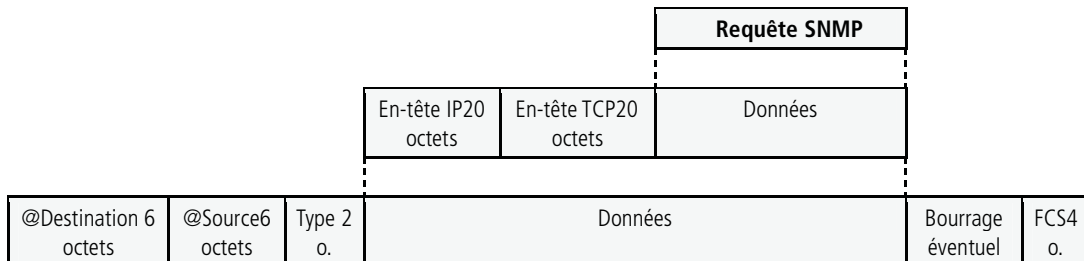 Requête SNMP
En-tête IP20
octets
En-tête TCP20
octets
Données
@Destination 6
octets
@Source6
octets
Type 2
o.
Données
Bourrage
éventuel
FCS4
o.